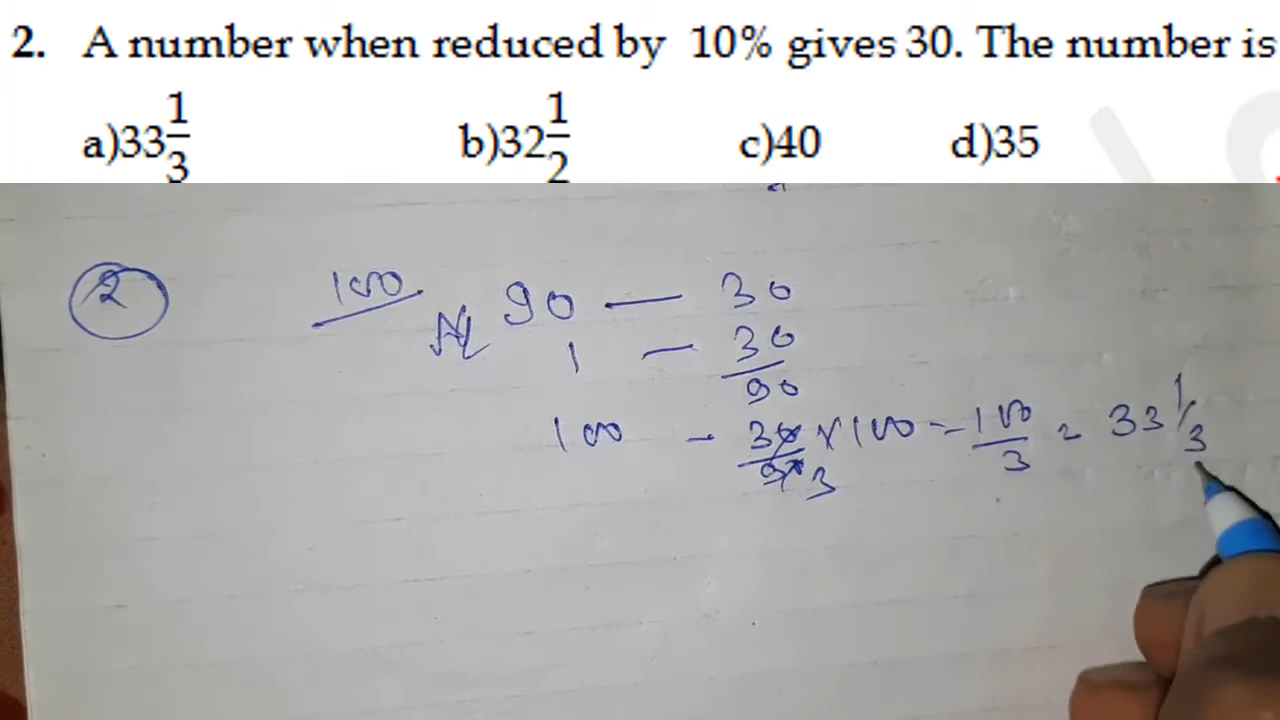 2. A number when reduced by 10% gives 30. The number is
a)33 1/3 b)32 1/2 c)40 d)35
2 100 90 — 30
1 — 30/90
100 - 30/90 3 x 100 = 100/3 = 33 1/3